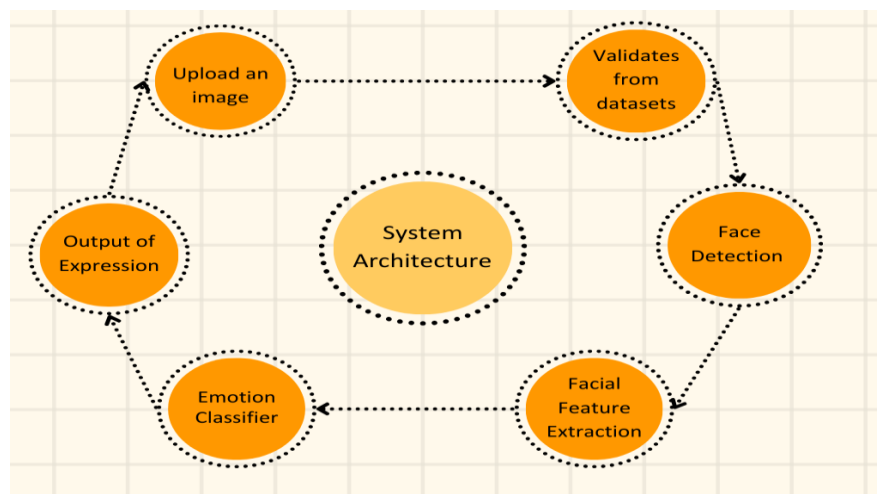 Upload an
image
Validates
from
datasets
System
Architecture
Face
Detection
Output of
Expression
Facial
Feature
Extraction
Emotion
Classifier